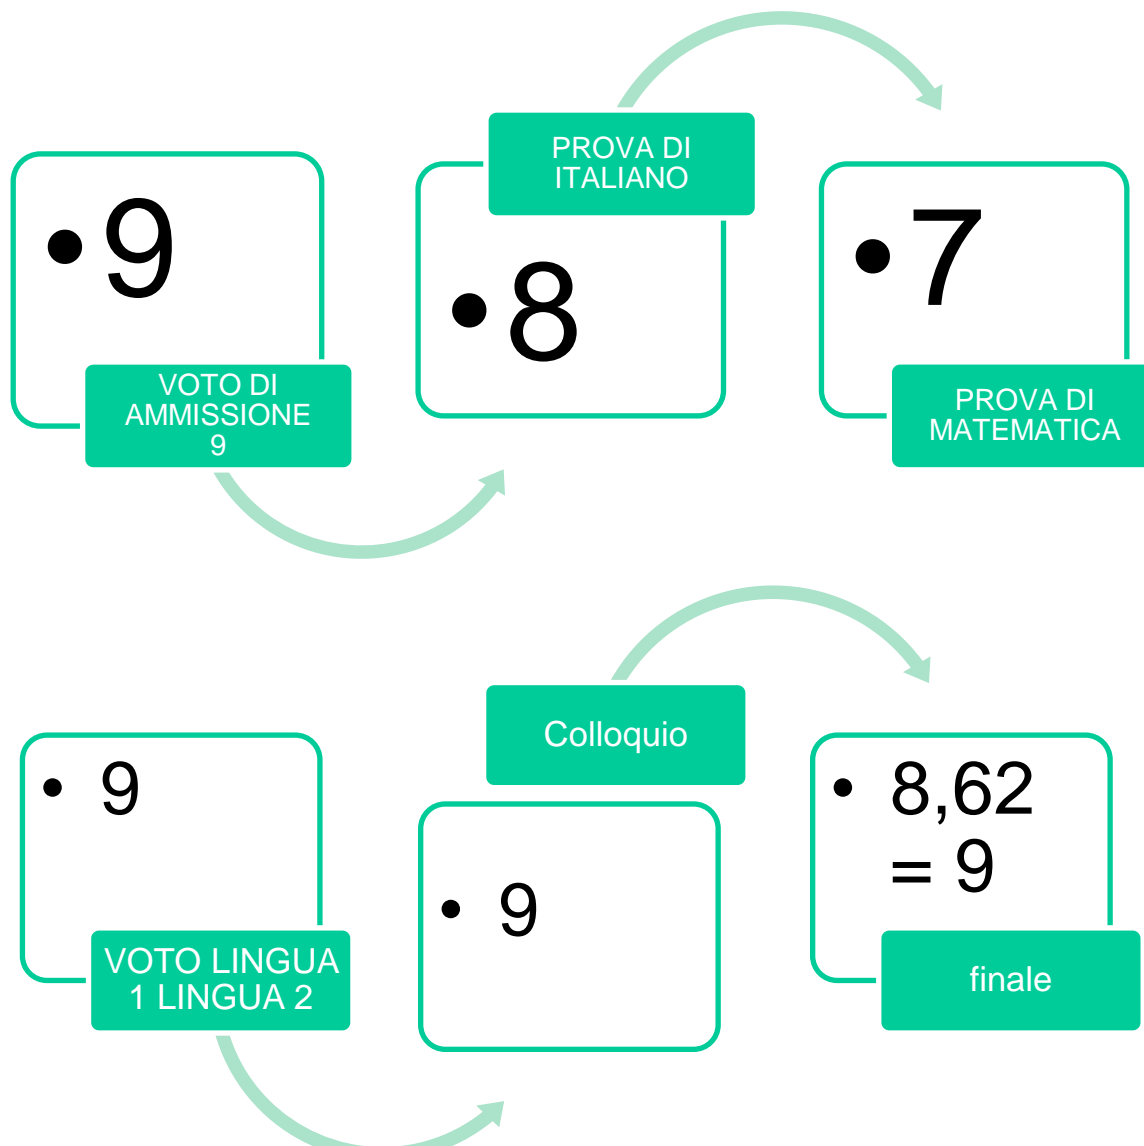 • 9
VOTO DI
AMMISSIONE
9
PROVA DI
ITALIANO
• 8
• 7
PROVA DI
MATEMATICA
• 9
VOTO LINGUA
1 LINGUA 2
Colloquio
• 9
• 8,62
= 9
finale